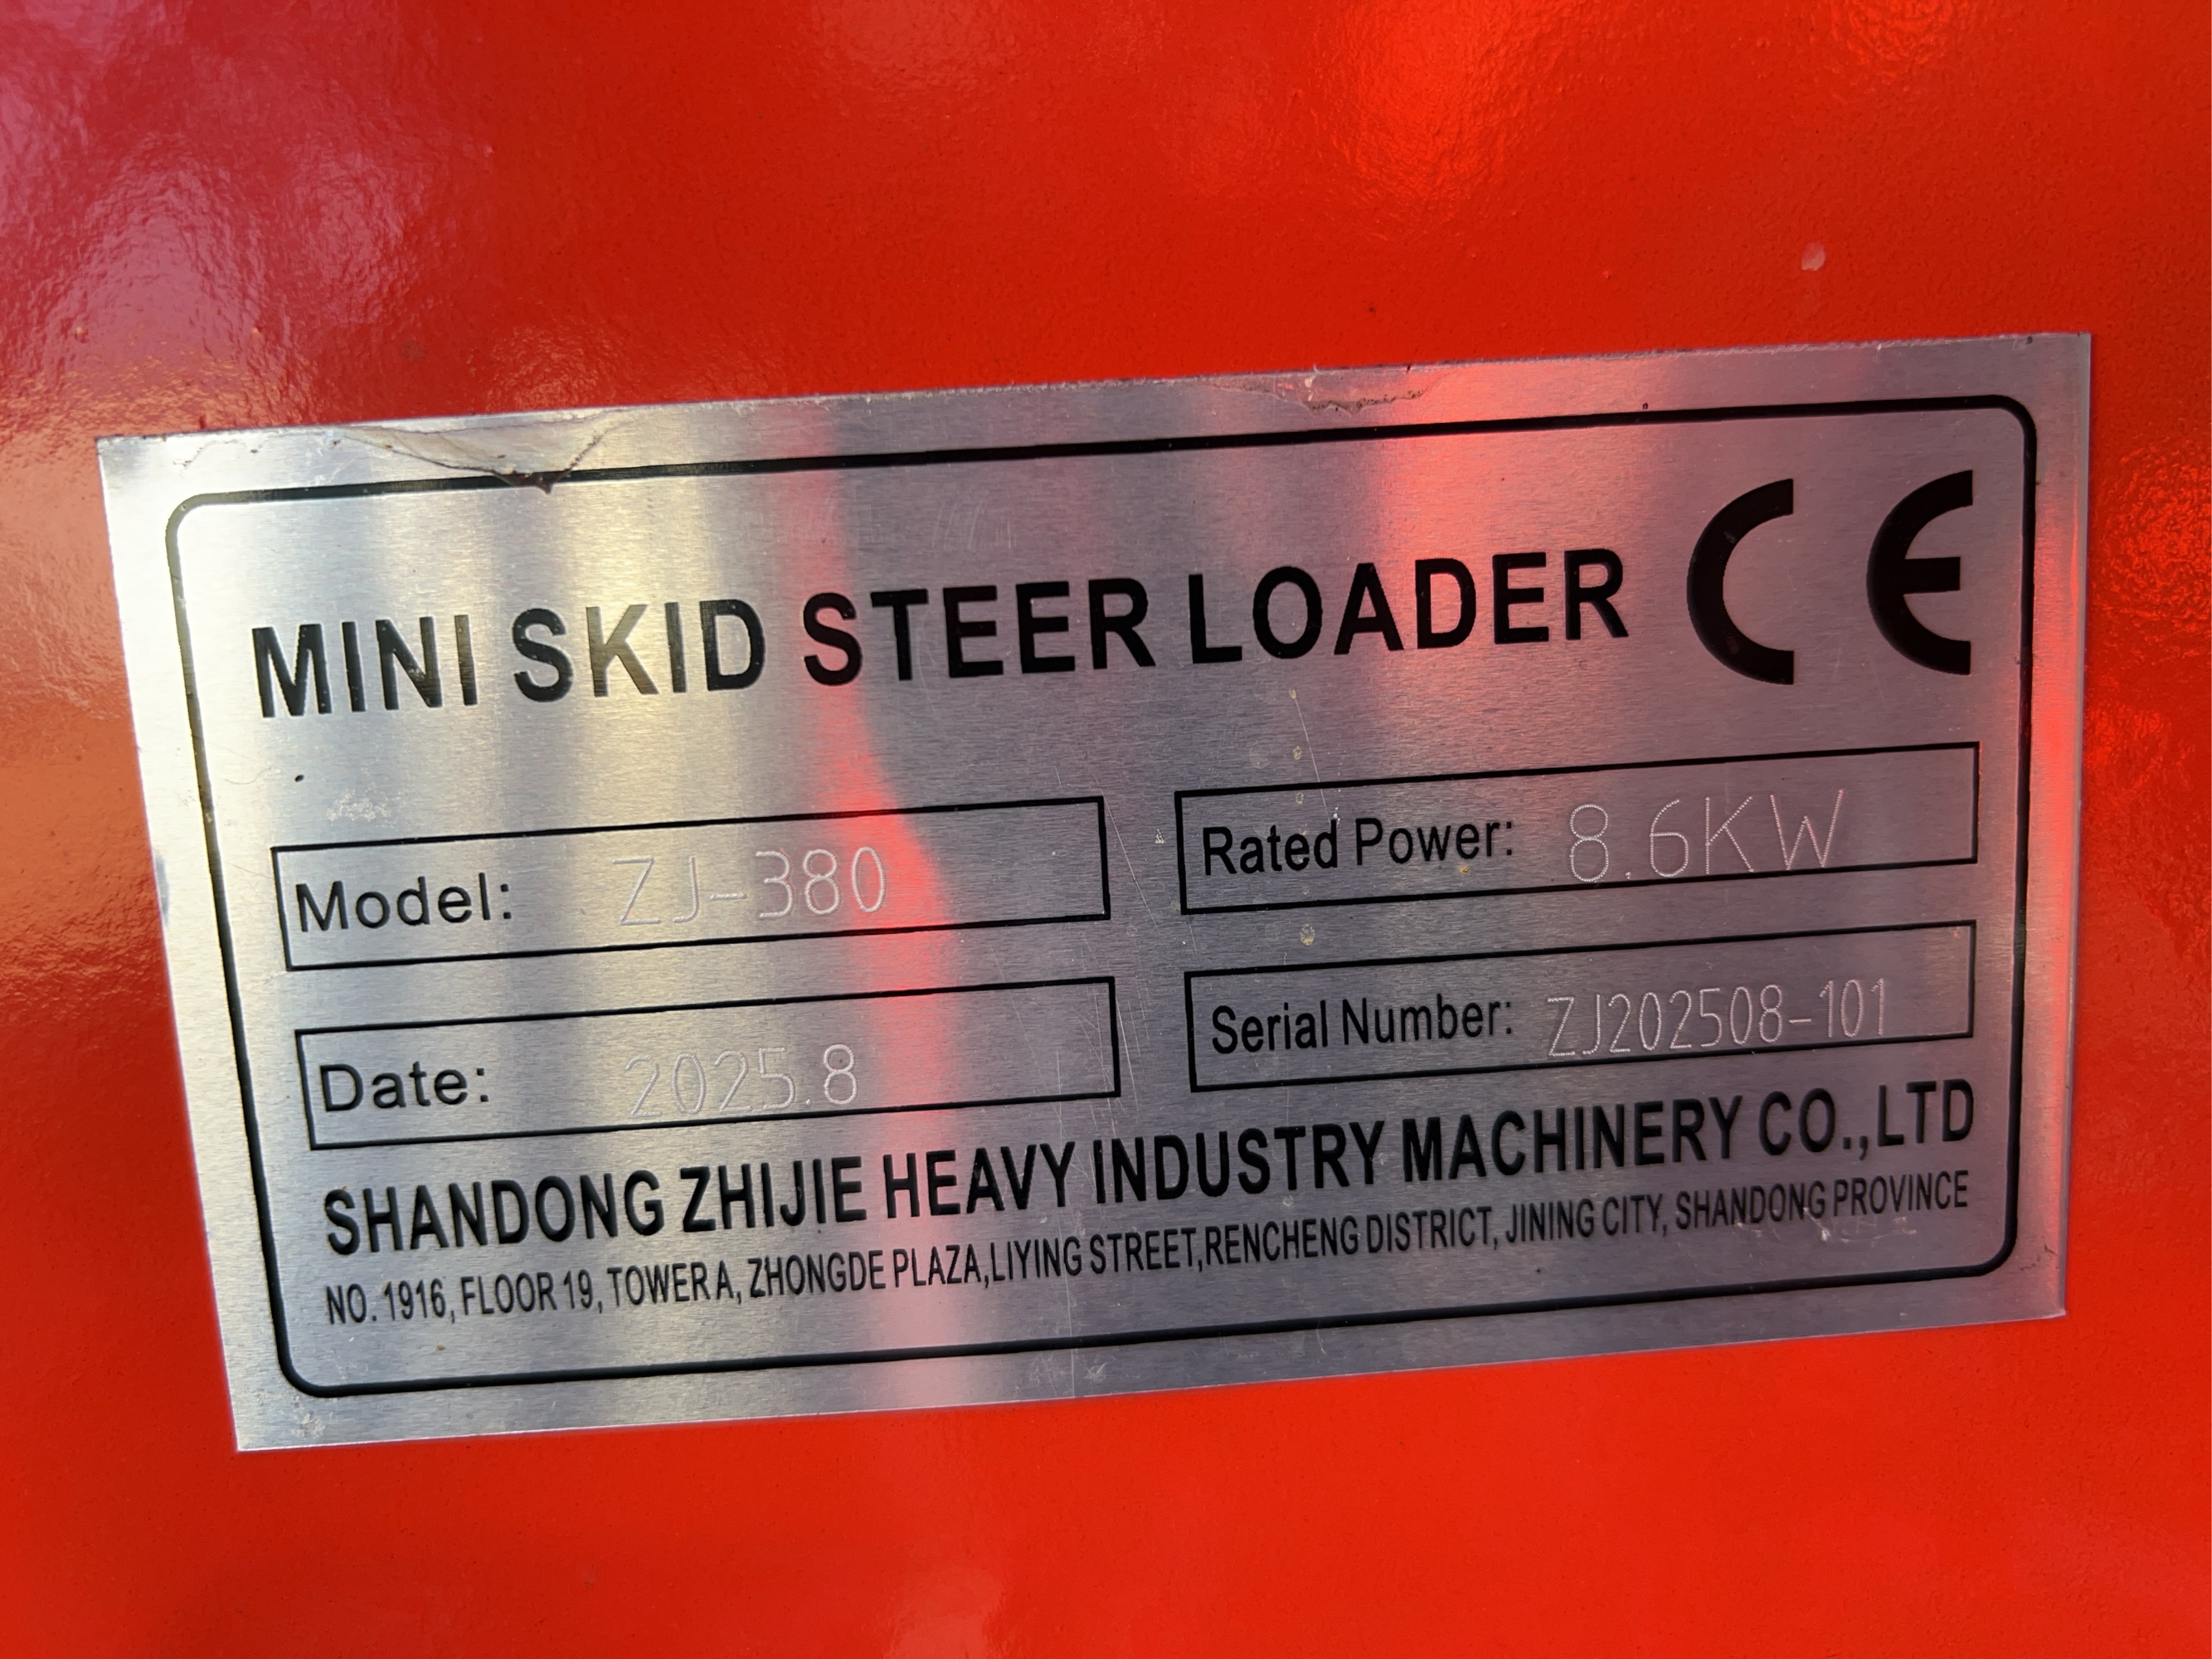 MINI SKID STEER LOADER CE
Model: ZJ-380
Rated Power: 8.6KW
Date: 2025.8
Serial Number: ZJ202508-101
SHANDONG ZHIJIE HEAVY INDUSTRY MACHINERY CO.,LTD
NO. 1916, FLOOR 19, TOWER A, ZHONGDE PLAZA,LIYING STREET,RENCHENG DISTRICT, JINING CITY, SHANDONG PROVINCE